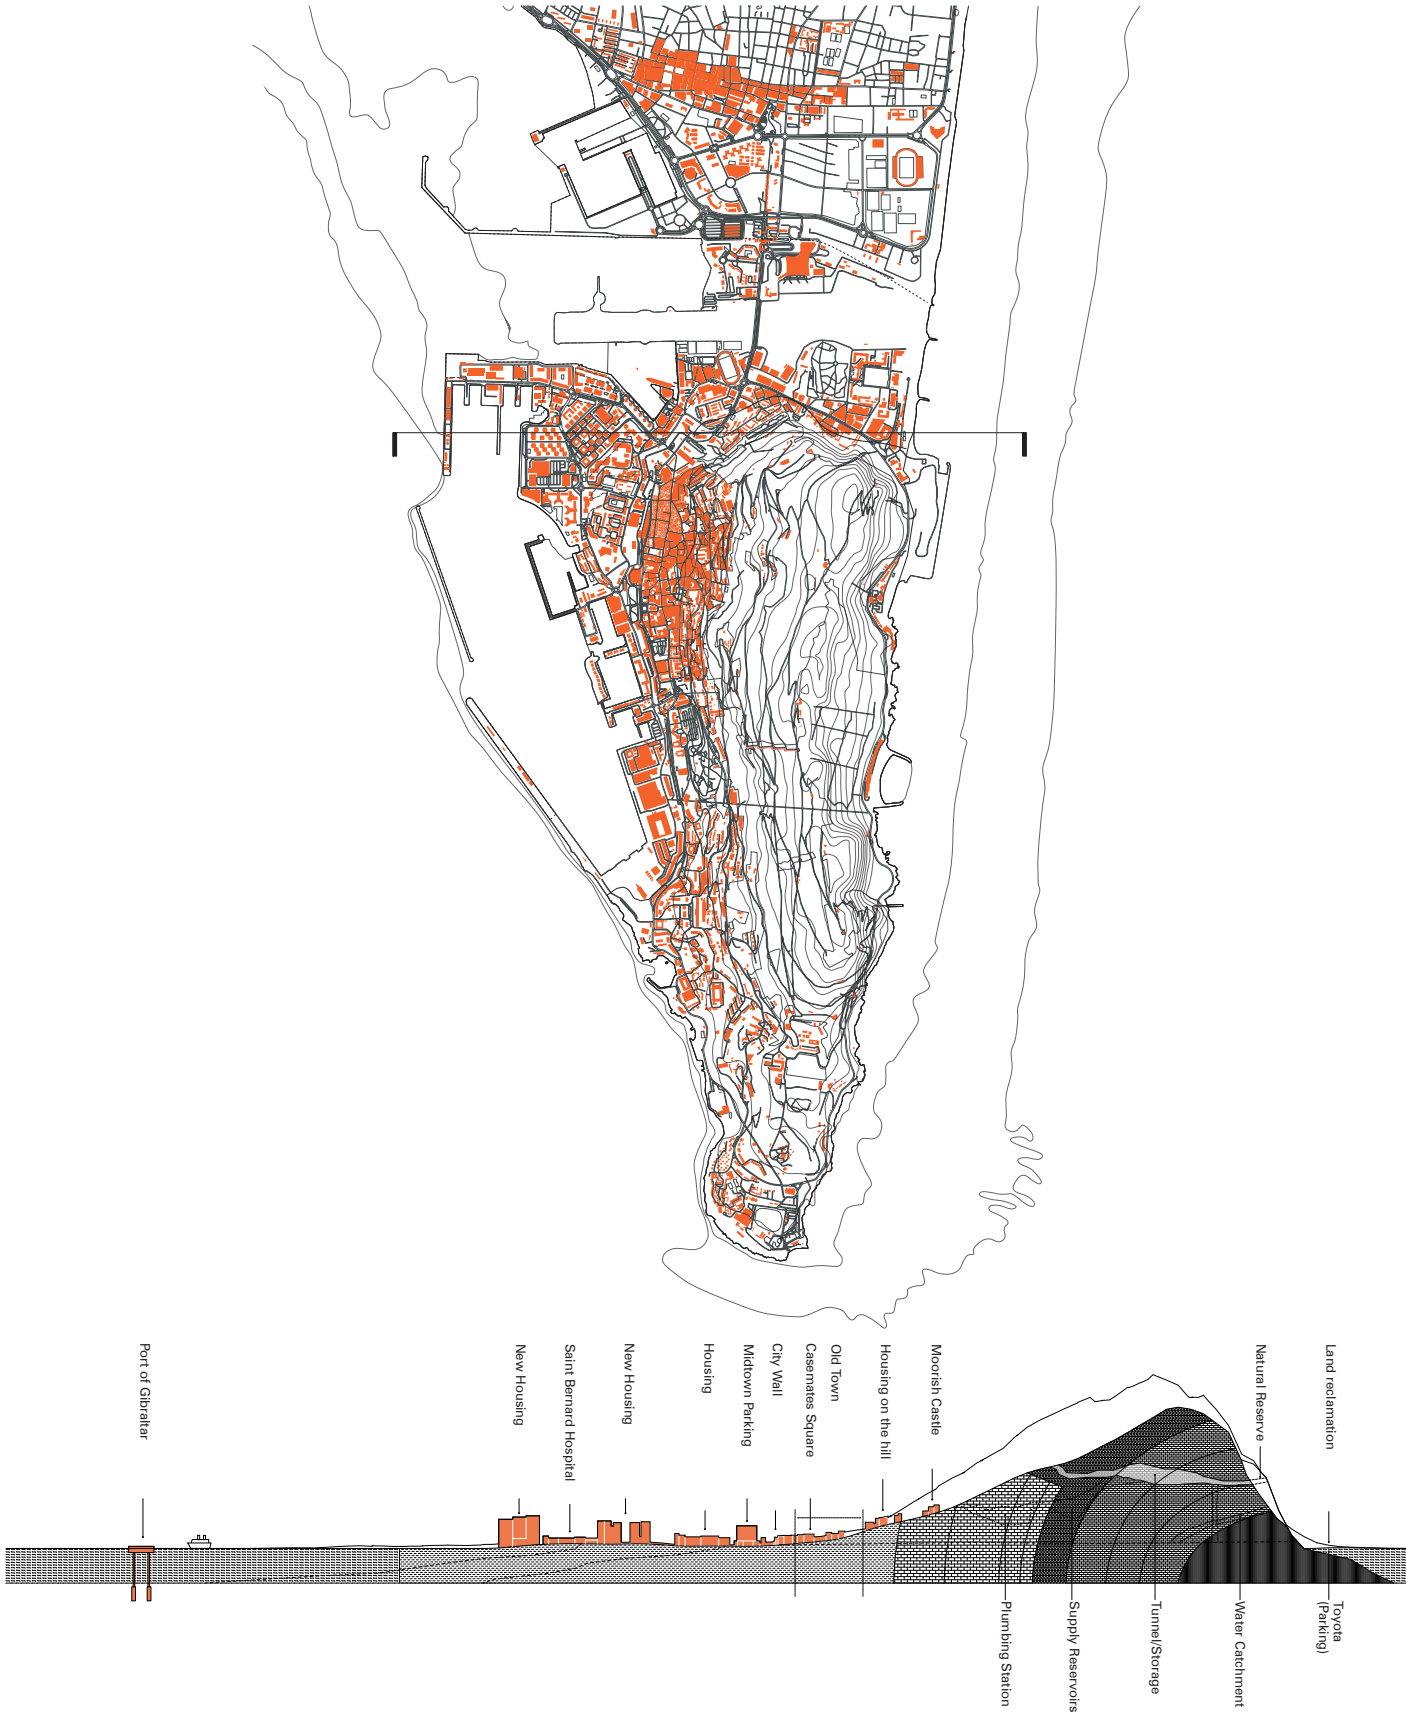 Port of Gibraltar
New Housing
Saint Bernard Hospital
New Housing
Housing
Midtown Parking
City Wall
Casemates Square
Old Town
Housing on the hill
Moorish Castle
Natural Reserve
Land reclamation
Plumbing Station
Supply Reservoirs
Tunnel/Storage
Water Catchment
Toyota
(Parking)